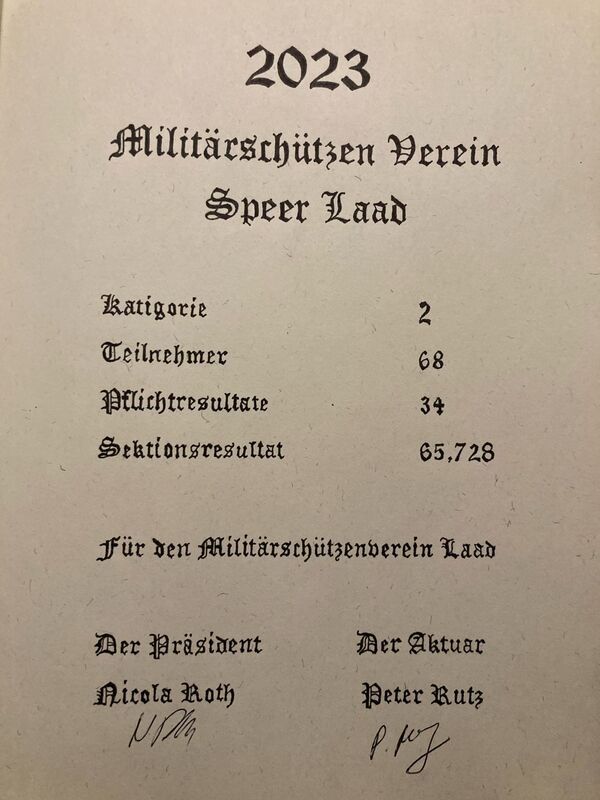 2023
Militärschützen Verein
Speer Laad
Katigorie 2
Teilnehmer 68
Pflichtresultate 34
Sektionsresultat 65,728
Für den Militärschützenverein Laad
Der Präsident Der Aktuar
Nicola Roth Peter Rutz